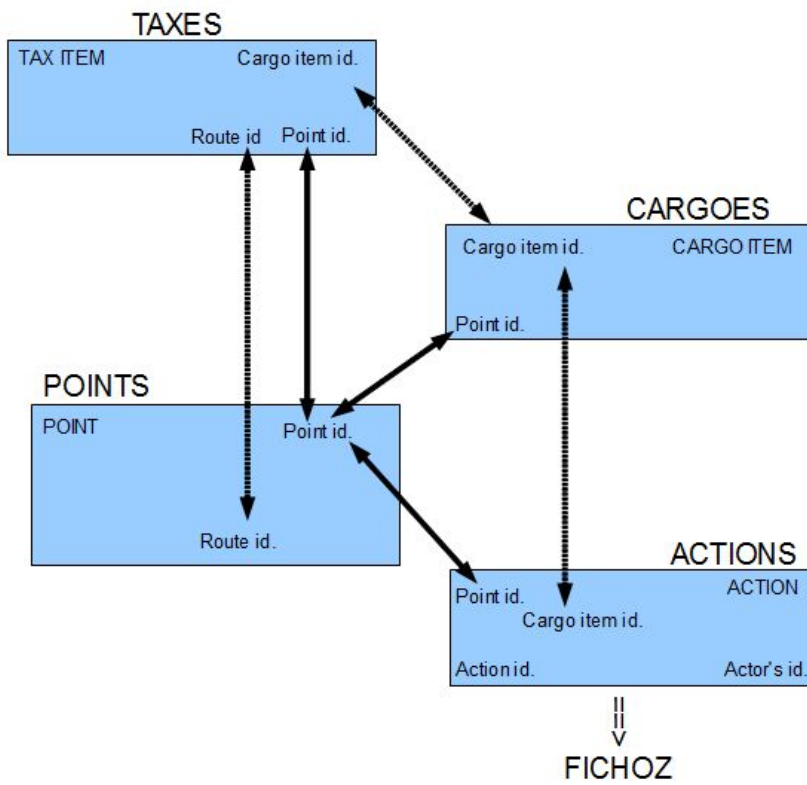 TAXES
TAX ITEM
Cargo item id.
Route id
Point id.
CARGOES
Cargo item id.
CARGO ITEM
Point id.
POINTS
POINT
Point id.
Route id.
ACTIONS
Point id.
ACTION
Cargo item id.
Action id.
Actor's id.
==>
FICHOZ